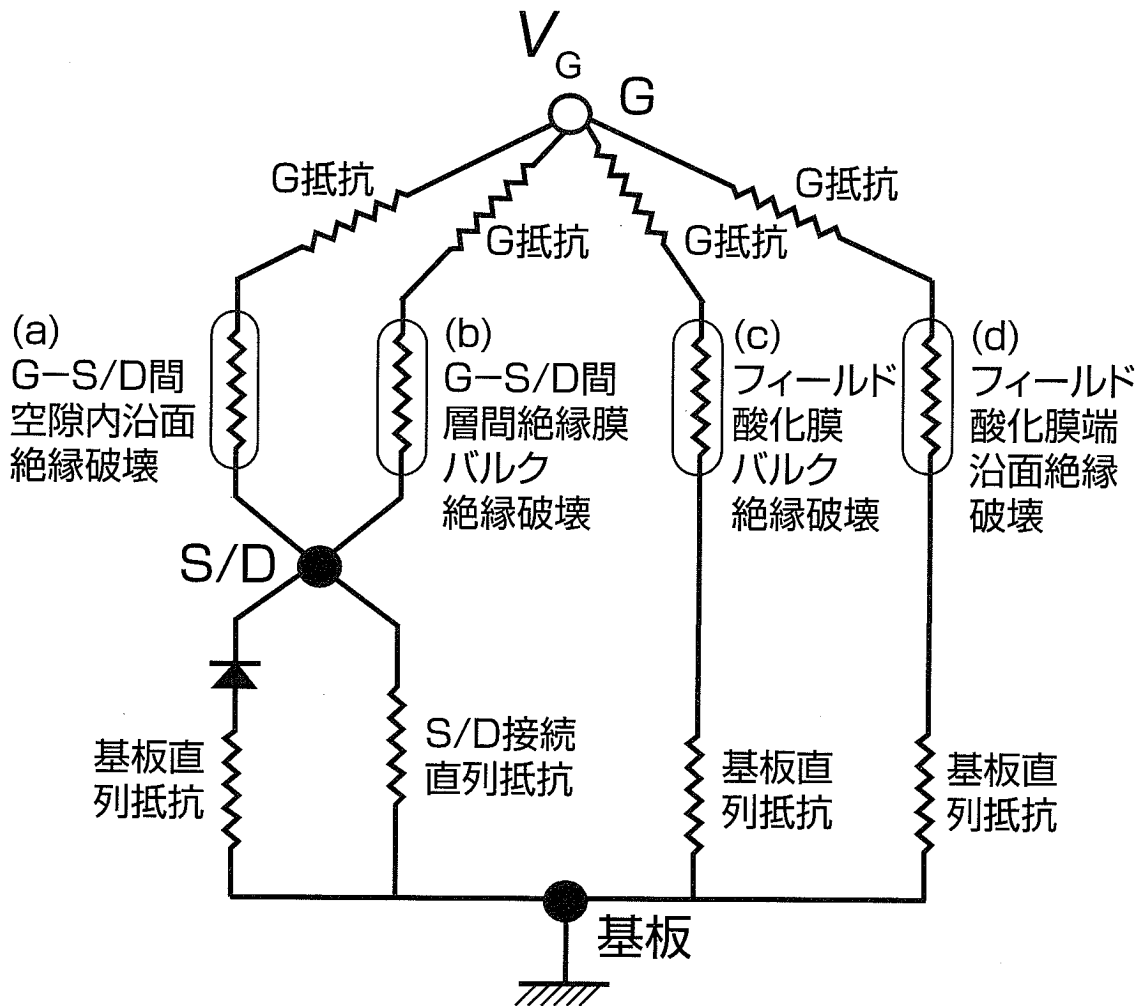 V
G
G
G抵抗
G抵抗
G抵抗
G抵抗
(a)
G−S/D間
空隙内沿面
絶縁破壊
(b)
G−S/D間
層間絶縁膜
バルク
絶縁破壊
(c)
フィールド
酸化膜
バルク
絶縁破壊
(d)
フィールド
酸化膜端
沿面絶縁
破壊
S/D
基板直
列抵抗
S/D接続
直列抵抗
基板直
列抵抗
基板直
列抵抗
基板